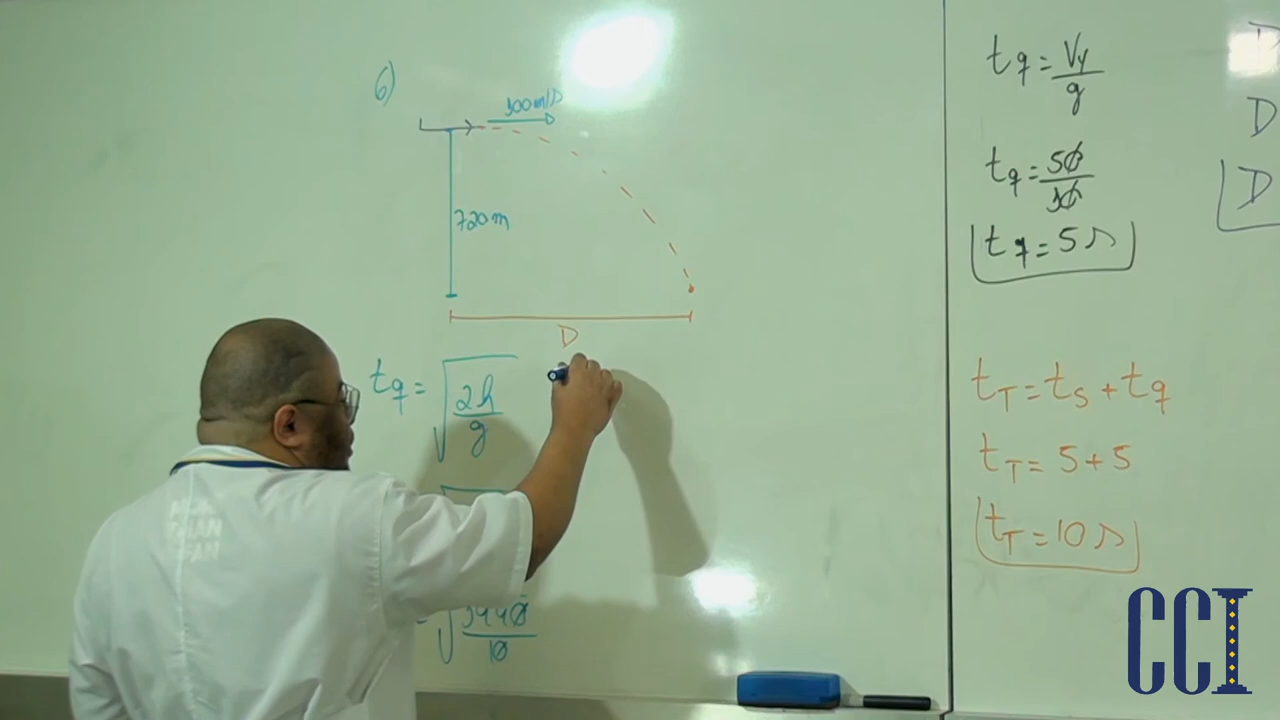 6)
100 m/s
720 m
D
tq = √2h/g
√1440/10
tq = Vy/g
tq = 50/10
tq = 5 s
tT = tS + tq
tT = 5 + 5
tT = 10 s
D
D
CCI